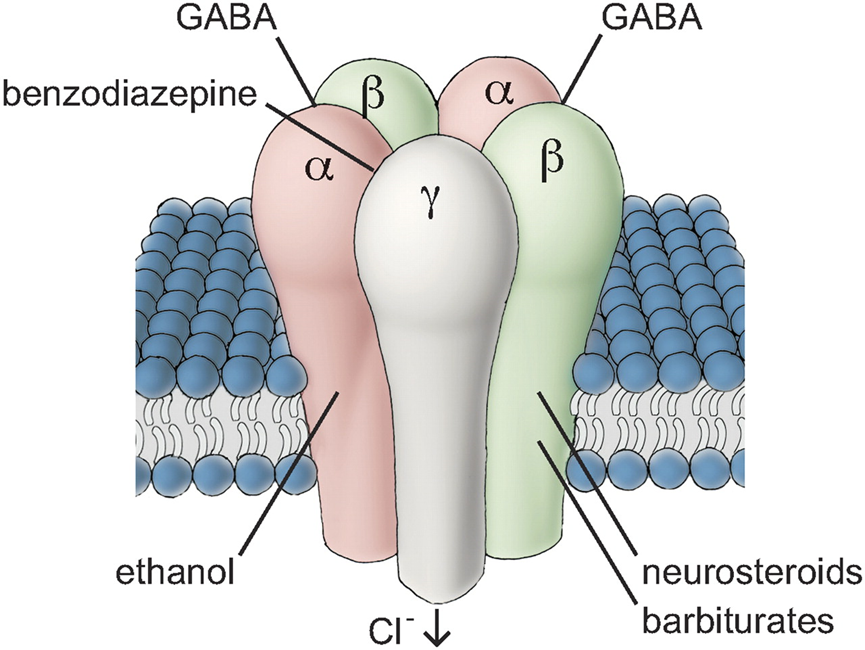 GABA
GABA
benzodiazepine
β
α
α
β
γ
ethanol
neurosteroids
barbiturates
Cl⁻ ↓